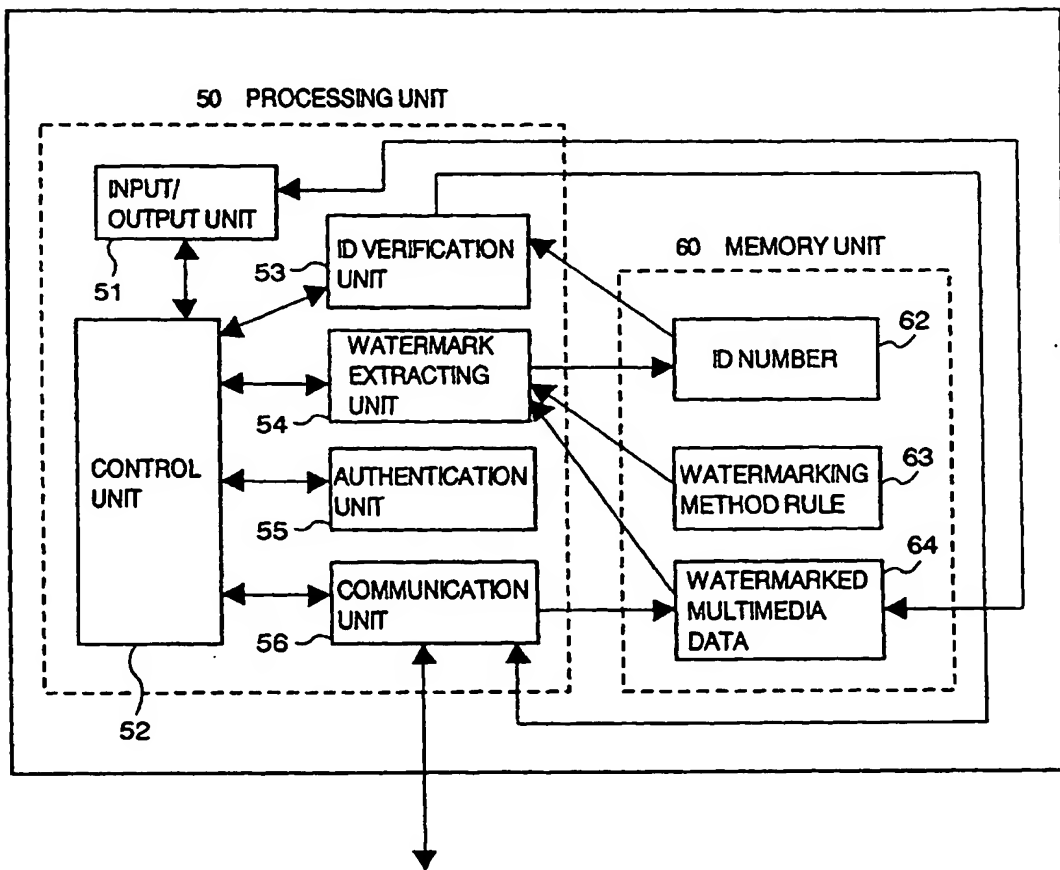 50 PROCESSING UNIT
INPUT/
OUTPUT UNIT
51
ID VERIFICATION
UNIT
53
60 MEMORY UNIT
62
ID NUMBER
WATERMARK
EXTRACTING
UNIT
54
CONTROL
UNIT
52
AUTHENTICATION
UNIT
55
WATERMARKING
METHOD RULE
63
COMMUNICATION
UNIT
56
64
WATERMARKED
MULTIMEDIA
DATA